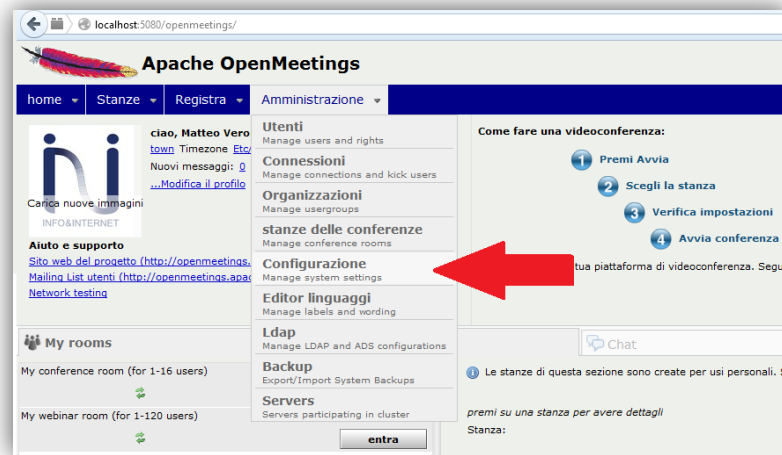 localhost:5080/openmeetings/
Apache OpenMeetings
home Stanze Registra Amministrazione
ciao, Matteo Vero
town Timezone Etc/
Nuovi messaggi: 0
...Modifica il profilo
Carica nuove immagini
INFO&INTERNET
Aiuto e supporto
Sito web del progetto (http://openmeetings.
Mailing List utenti (http://openmeetings.apac
Network testing
Utenti
Manage users and rights
Connessioni
Manage connections and kick users
Organizzazioni
Manage usergroups
stanze delle conferenze
Manage conference rooms
Configurazione
Manage system settings
Editor linguaggi
Manage labels and wording
Ldap
Manage LDAP and ADS configurations
Backup
Export/Import System Backups
Servers
Servers participating in cluster
Come fare una videoconferenza:
1 Premi Avvia
2 Scegli la stanza
3 Verifica impostazioni
4 Avvia conferenza
tua piattaforma di videoconferenza. Segu
My rooms
My conference room (for 1-16 users)
My webinar room (for 1-120 users)
entra
Chat
Le stanze di questa sezione sono create per usi personali. S
premi su una stanza per avere dettagli
Stanza: